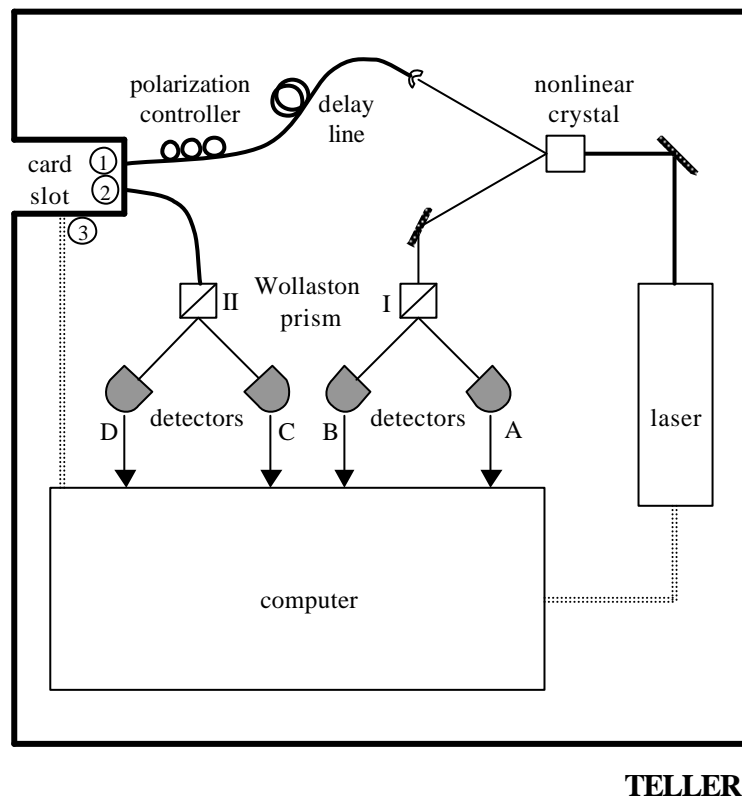 polarization
controller
delay
line
nonlinear
crystal
card
slot
1
2
3
Wollaston
prism
II
I
detectors
detectors
D
C
B
A
laser
computer
TELLER